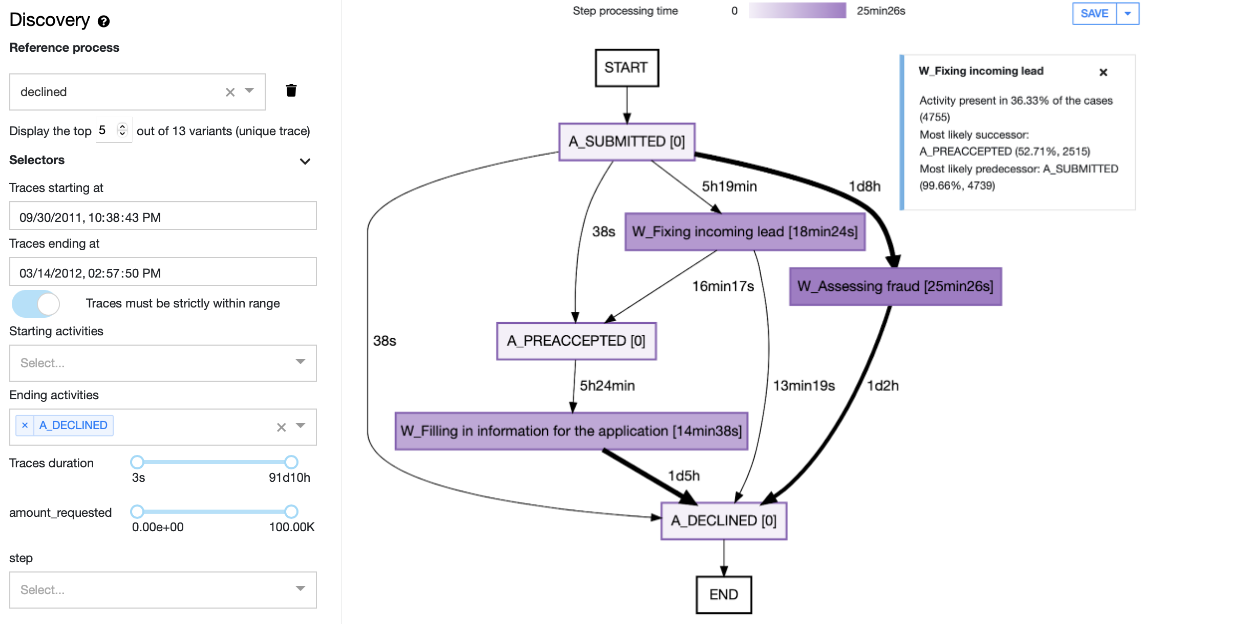 Discovery ?
Reference process
declined
Display the top 5 out of 13 variants (unique trace)
Selectors
Traces starting at
09/30/2011, 10:38:43 PM
Traces ending at
03/14/2012, 02:57:50 PM
Traces must be strictly within range
Starting activities
Select...
Ending activities
× A_DECLINED
Traces duration
3s 91d10h
amount_requested
0.00e+00 100.00K
step
Select...
Step processing time 0 25min26s
SAVE
START
A_SUBMITTED [0]
5h19min
1d8h
38s
W_Fixing incoming lead [18min24s]
16min17s
W_Assessing fraud [25min26s]
38s
A_PREACCEPTED [0]
5h24min
13min19s
1d2h
W_Filling in information for the application [14min38s]
1d5h
A_DECLINED [0]
END
W_Fixing incoming lead
Activity present in 36.33% of the cases
(4755)
Most likely successor:
A_PREACCEPTED (52.71%, 2515)
Most likely predecessor: A_SUBMITTED
(99.66%, 4739)